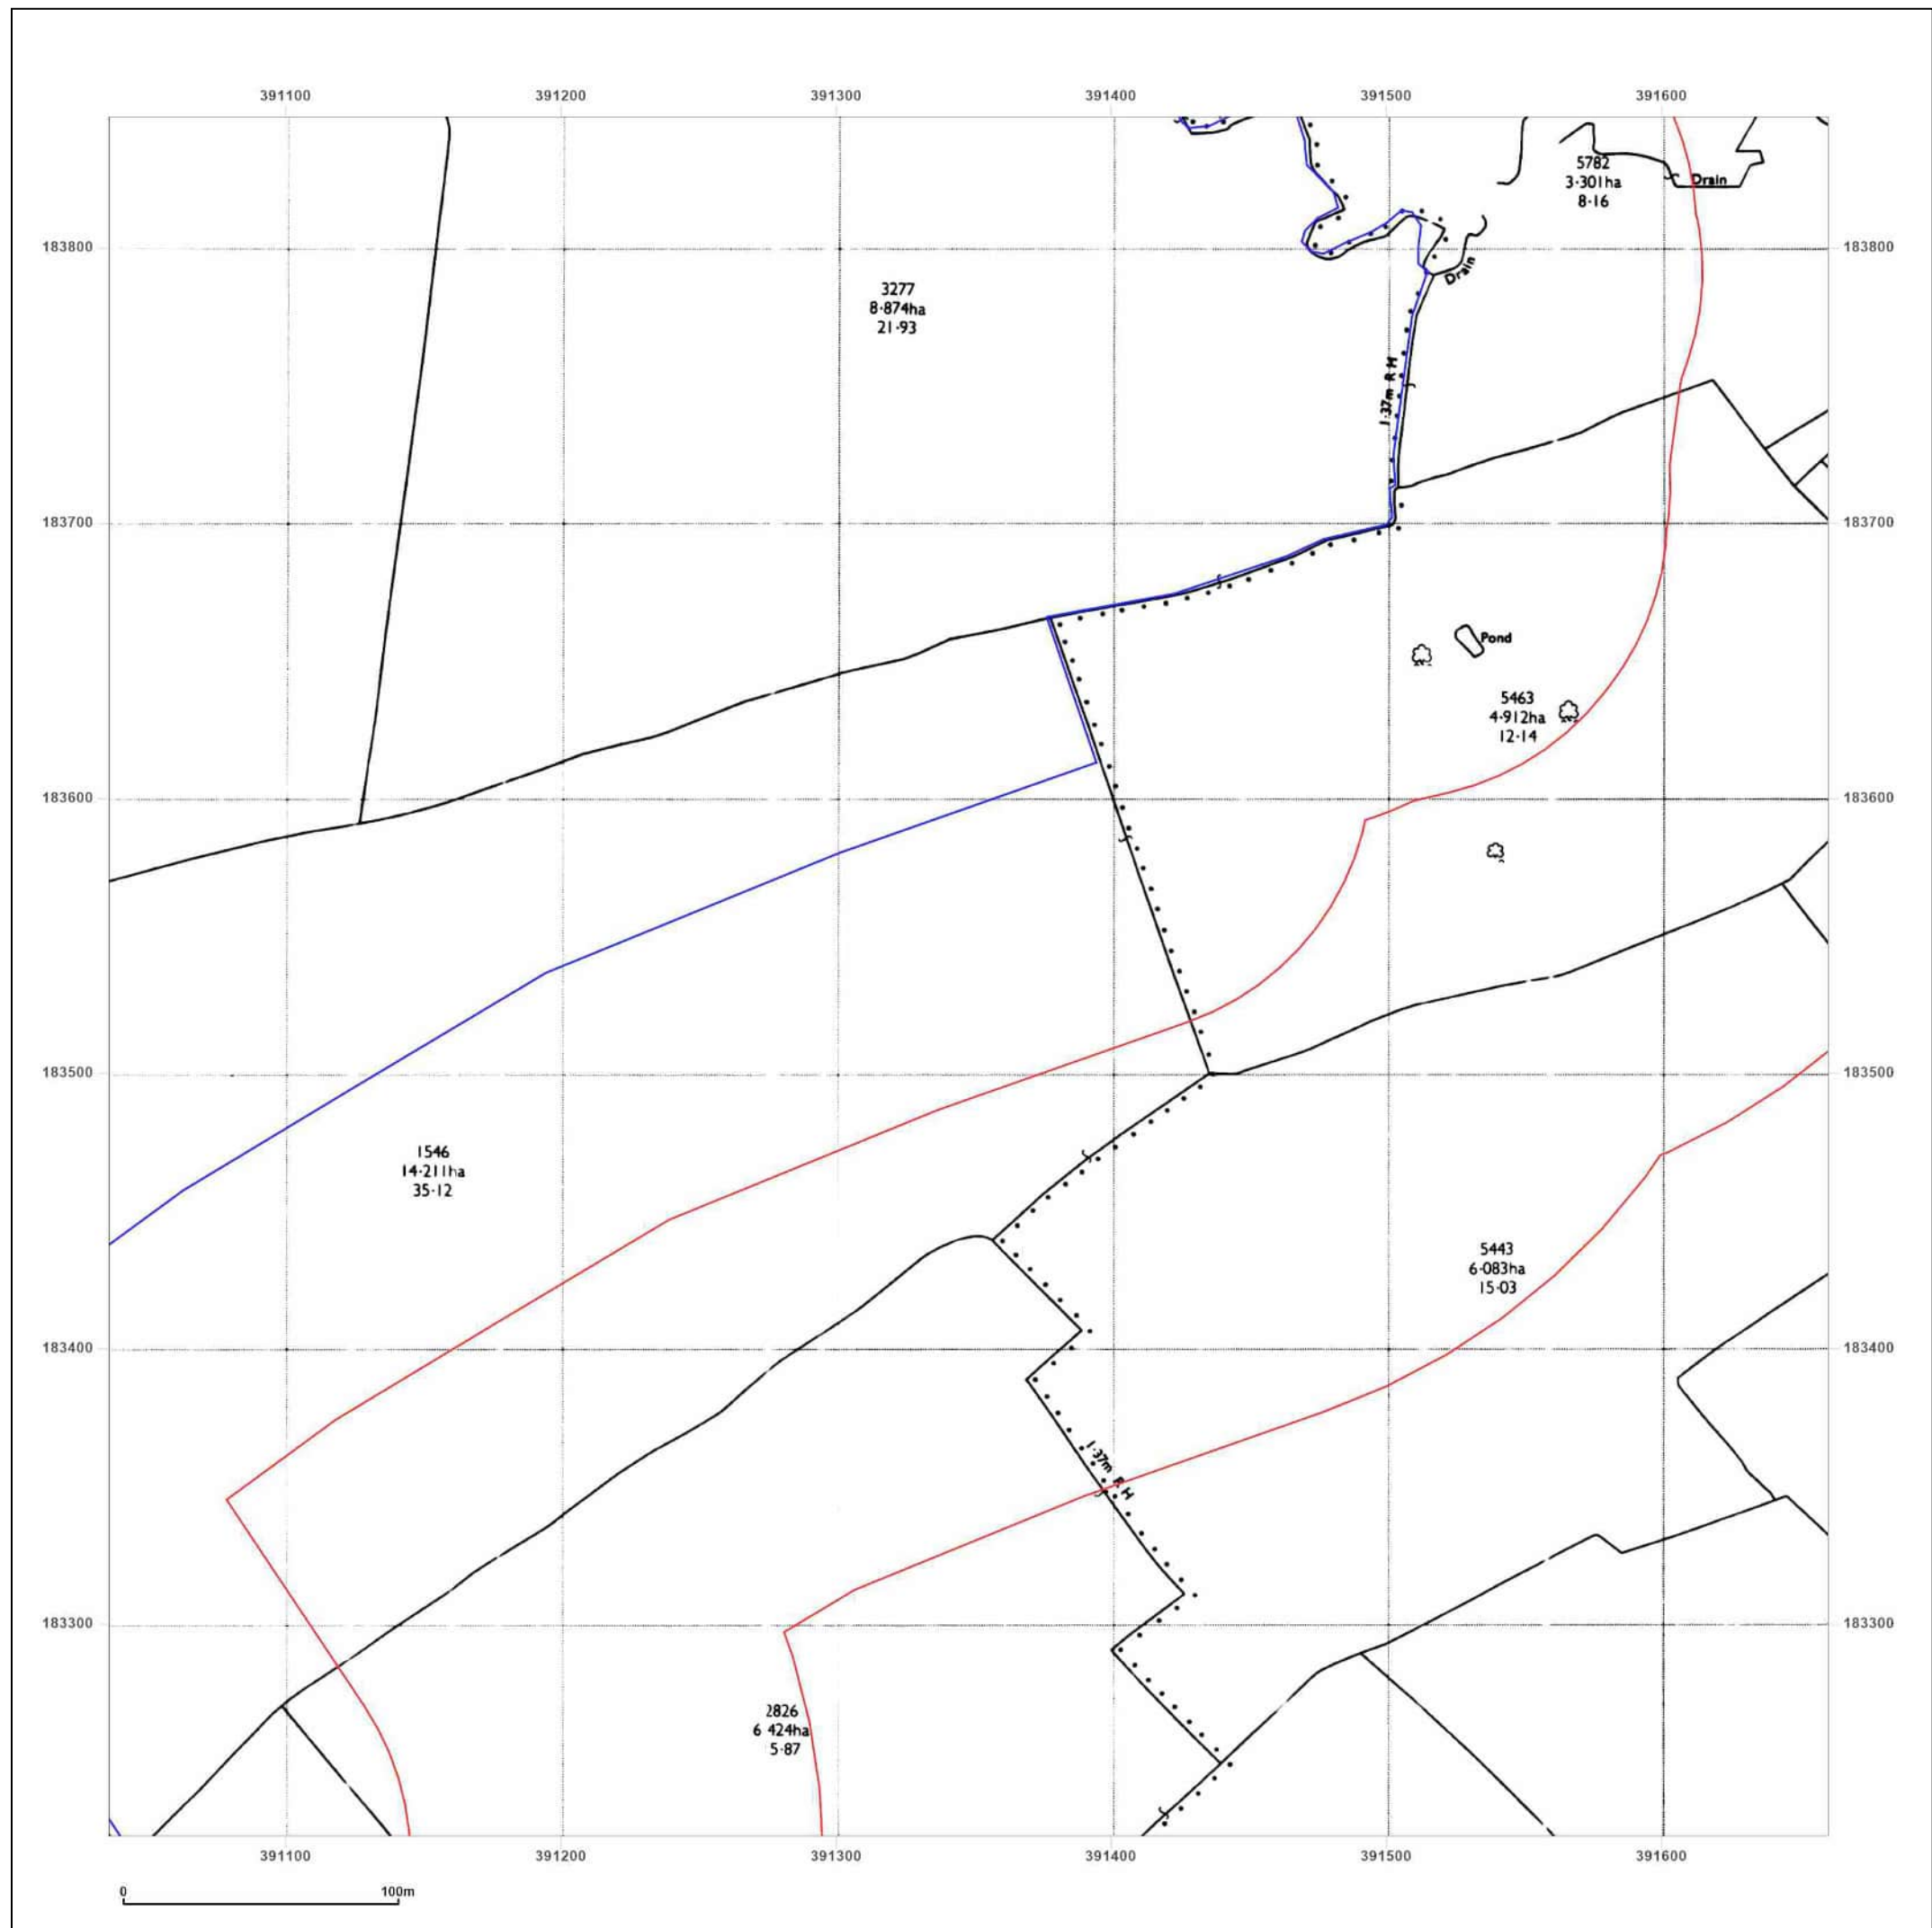 391100 391200 391300 391400 391500 391600
5782
3·301ha
8·16
Drain
183800 183800
Drain
3277
8·874ha
21·93
1·37m R H
183700 183700
Pond
5463
4·912ha
12·14
183600 183600
183500 183500
1546
14·211ha
35·12
5443
6·083ha
15·03
183400 183400
1·37m R H
183300 183300
2826
6 424ha
5·87
391100 391200 391300 391400 391500 391600
0 100m